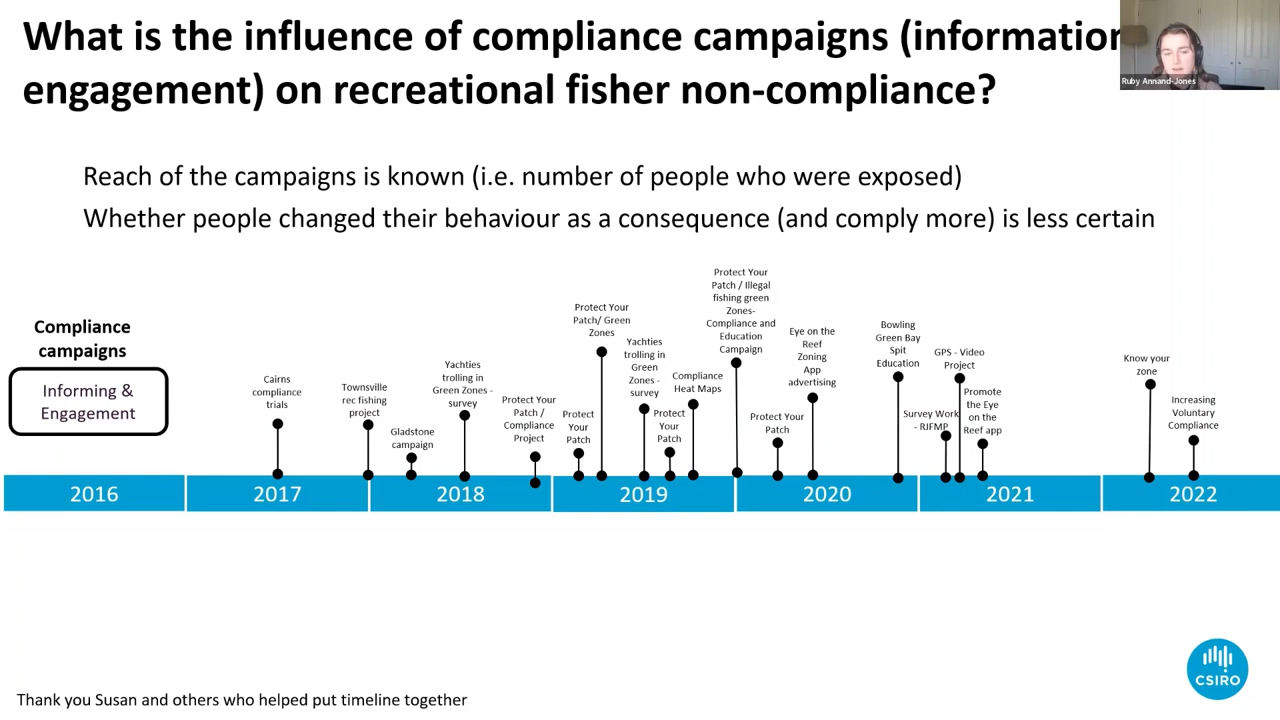 What is the influence of compliance campaigns (information
engagement) on recreational fisher non-compliance?
Ruby Annand-Jones
Reach of the campaigns is known (i.e. number of people who were exposed)
Whether people changed their behaviour as a consequence (and comply more) is less certain
Compliance
campaigns
Informing &
Engagement
Cairns
compliance
trials
Townsville
rec fishing
project
Gladstone
campaign
Yachties
trolling in
Green Zones -
survey
Protect Your
Patch /
Compliance
Project
Protect
Your
Patch
Protect Your
Patch/ Green
Zones
Yachties
trolling in
Green
Zones -
survey
Protect
Your
Patch
Compliance
Heat Maps
Protect Your
Patch / Illegal
fishing green
Zones-
Compliance and
Education
Campaign
Protect Your
Patch
Eye on the
Reef
Zoning
App
advertising
Bowling
Green Bay
Spit
Education
Survey Work
- RJFMP
GPS - Video
Project
Promote
the Eye
on the
Reef app
Know your
zone
Increasing
Voluntary
Compliance
2016
2017
2018
2019
2020
2021
2022
CSIRO
Thank you Susan and others who helped put timeline together